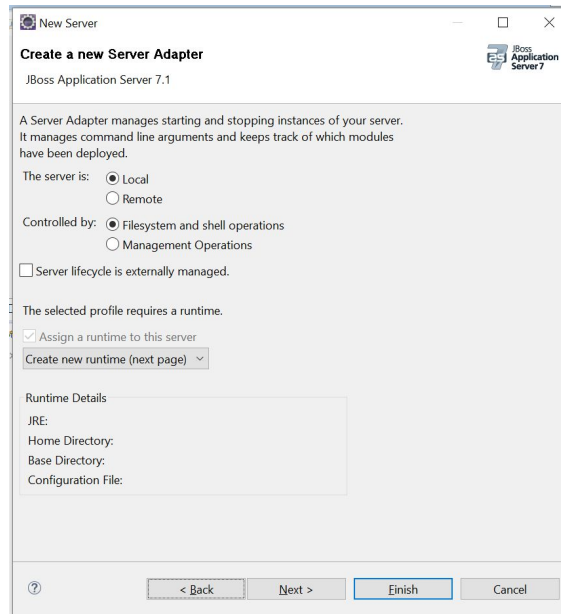 New Server
Create a new Server Adapter
JBoss Application Server 7.1
JBoss
Application
Server 7
A Server Adapter manages starting and stopping instances of your server.
It manages command line arguments and keeps track of which modules
have been deployed.
The server is: Local
Remote
Controlled by: Filesystem and shell operations
Management Operations
Server lifecycle is externally managed.
The selected profile requires a runtime.
Assign a runtime to this server
Create new runtime (next page)
Runtime Details
JRE:
Home Directory:
Base Directory:
Configuration File:
? < Back Next > Finish Cancel